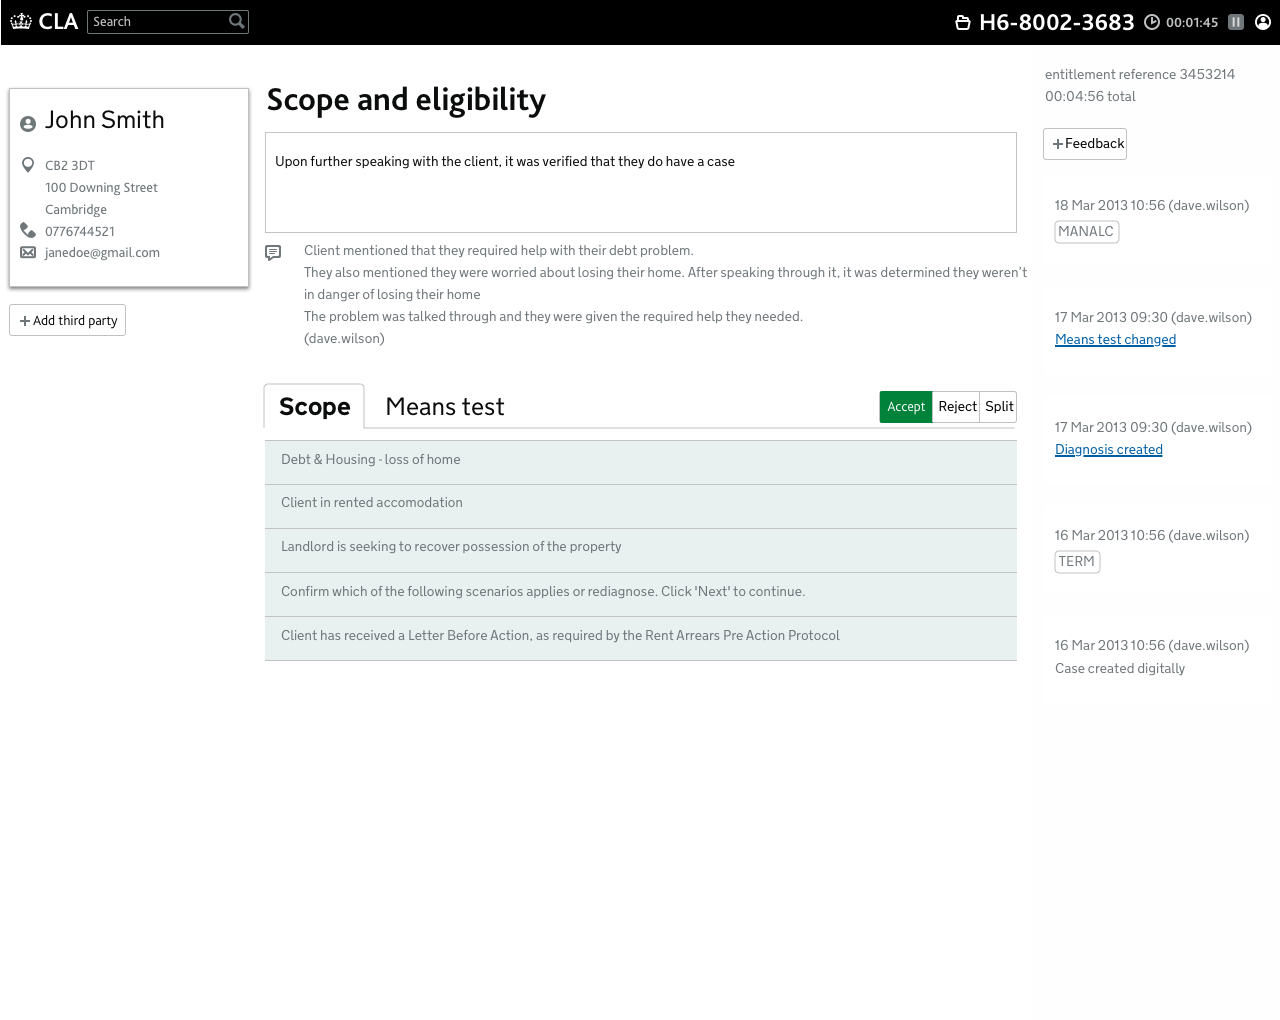 CLA
Search
H6-8002-3683
00:01:45
John Smith
CB2 3DT
100 Downing Street
Cambridge
0776744521
janedoe@gmail.com
Add third party
Scope and eligibility
Upon further speaking with the client, it was verified that they do have a case
Client mentioned that they required help with their debt problem.
They also mentioned they were worried about losing their home. After speaking through it, it was determined they weren't
in danger of losing their home
The problem was talked through and they were given the required help they needed.
(dave.wilson)
Scope
Means test
Accept
Reject
Split
Debt & Housing - loss of home
Client in rented accomodation
Landlord is seeking to recover possession of the property
Confirm which of the following scenarios applies or rediagnose. Click 'Next' to continue.
Client has received a Letter Before Action, as required by the Rent Arrears Pre Action Protocol
entitlement reference 3453214
00:04:56 total
Feedback
18 Mar 2013 10:56 (dave.wilson)
MANALC
17 Mar 2013 09:30 (dave.wilson)
Means test changed
17 Mar 2013 09:30 (dave.wilson)
Diagnosis created
16 Mar 2013 10:56 (dave.wilson)
TERM
16 Mar 2013 10:56 (dave.wilson)
Case created digitally